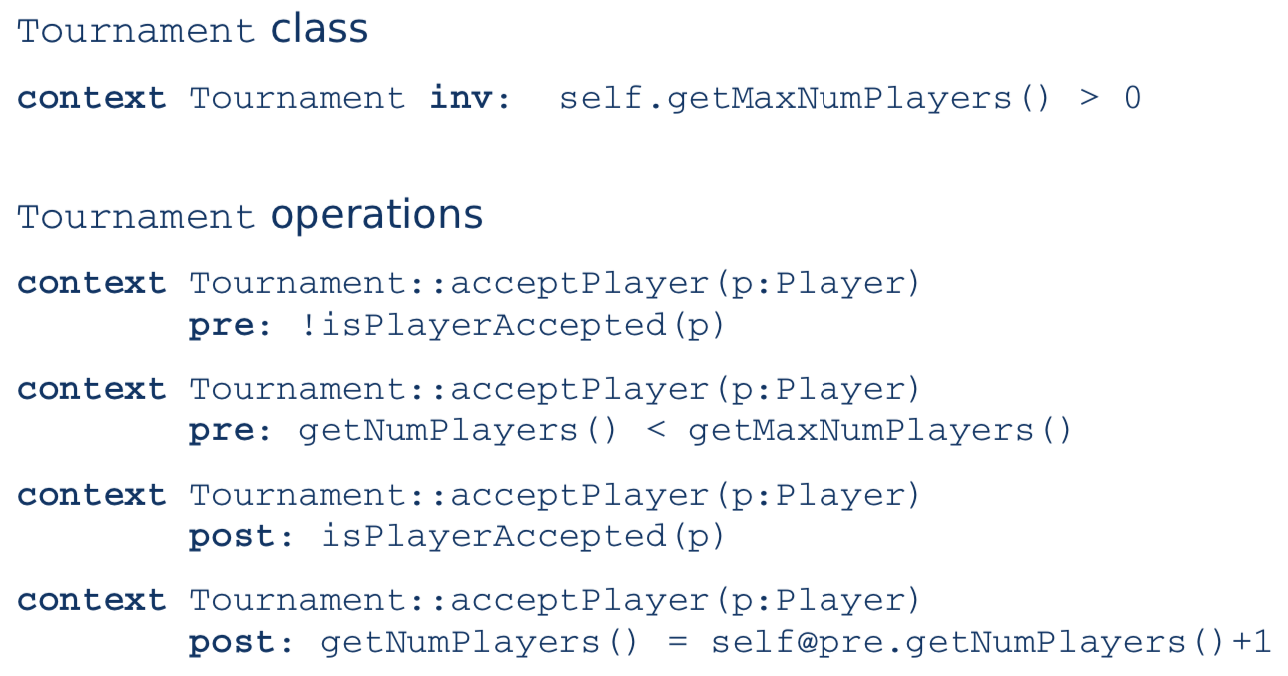 Tournament class
context Tournament inv: self.getMaxNumPlayers() > 0
Tournament operations
context Tournament::acceptPlayer(p:Player)
pre: !isPlayerAccepted(p)
context Tournament::acceptPlayer(p:Player)
pre: getNumPlayers() < getMaxNumPlayers()
context Tournament::acceptPlayer(p:Player)
post: isPlayerAccepted(p)
context Tournament::acceptPlayer(p:Player)
post: getNumPlayers() = self@pre.getNumPlayers()+1